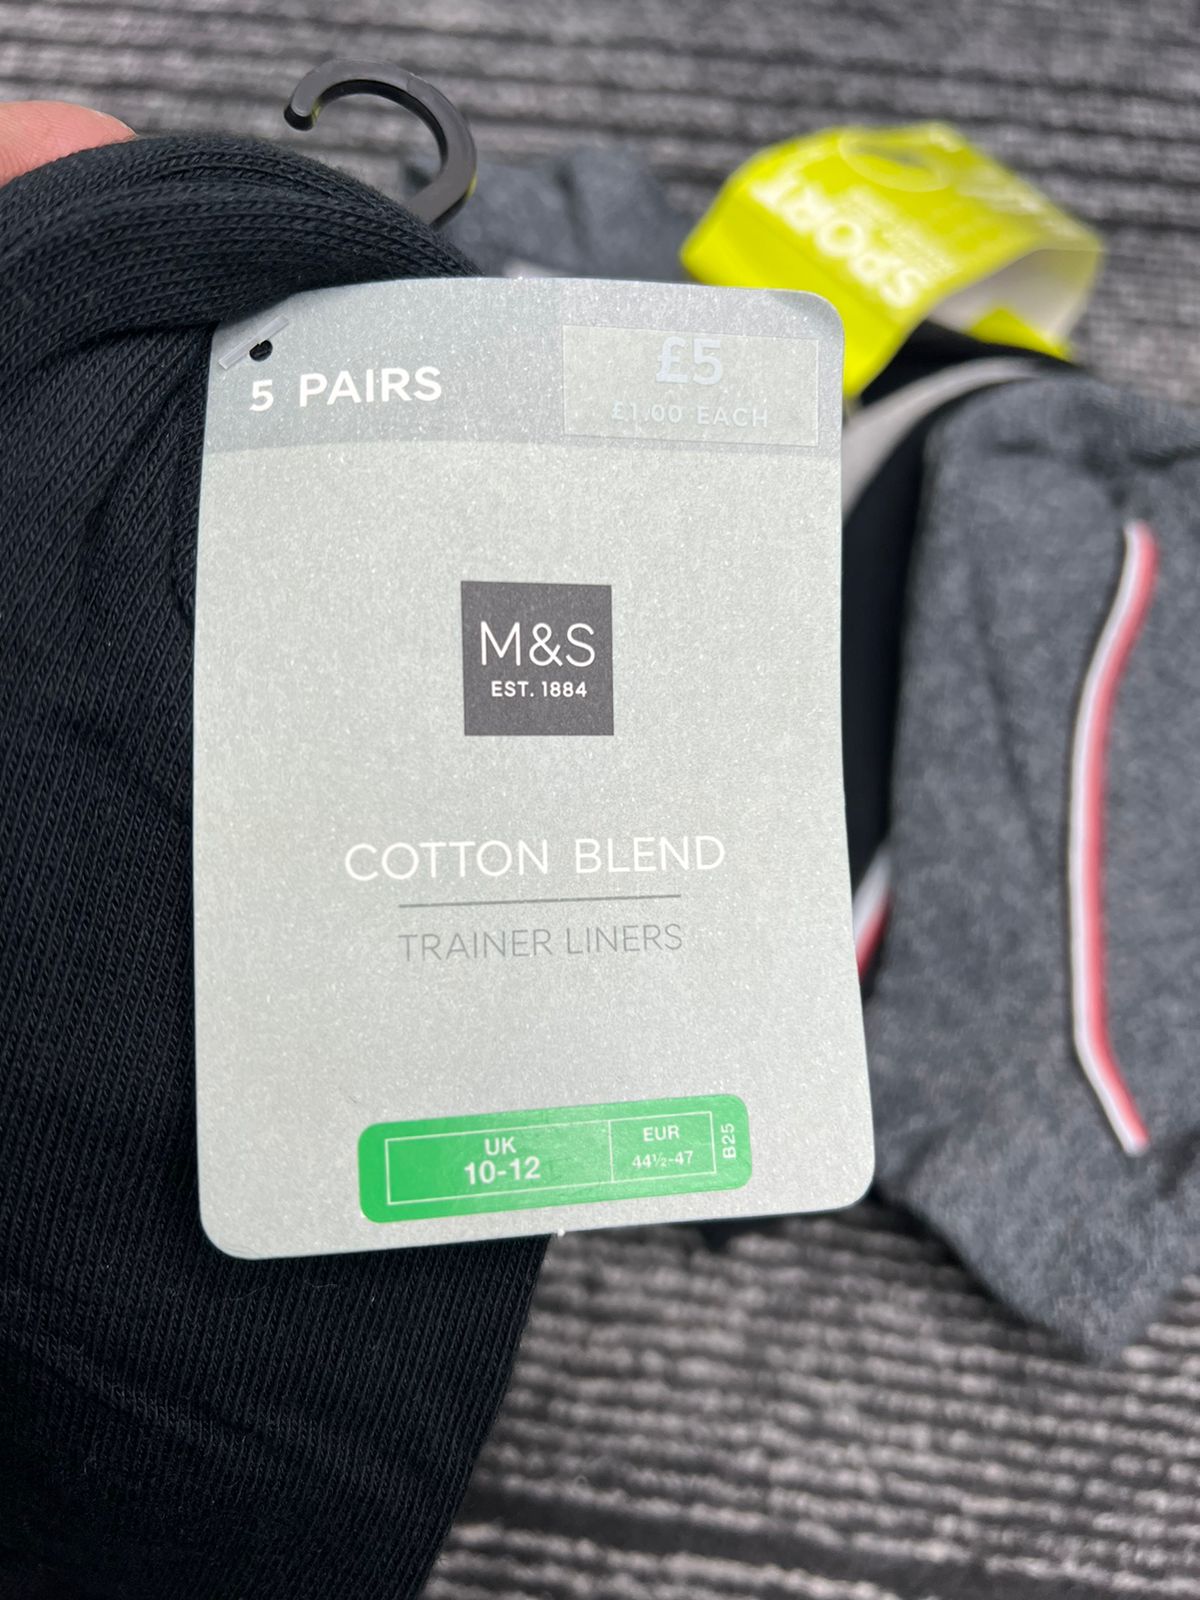 SPORT
5 PAIRS
£5
£1.00 EACH
M&S
EST. 1884
COTTON BLEND
TRAINER LINERS
UK
10-12
EUR
44½-47
B25